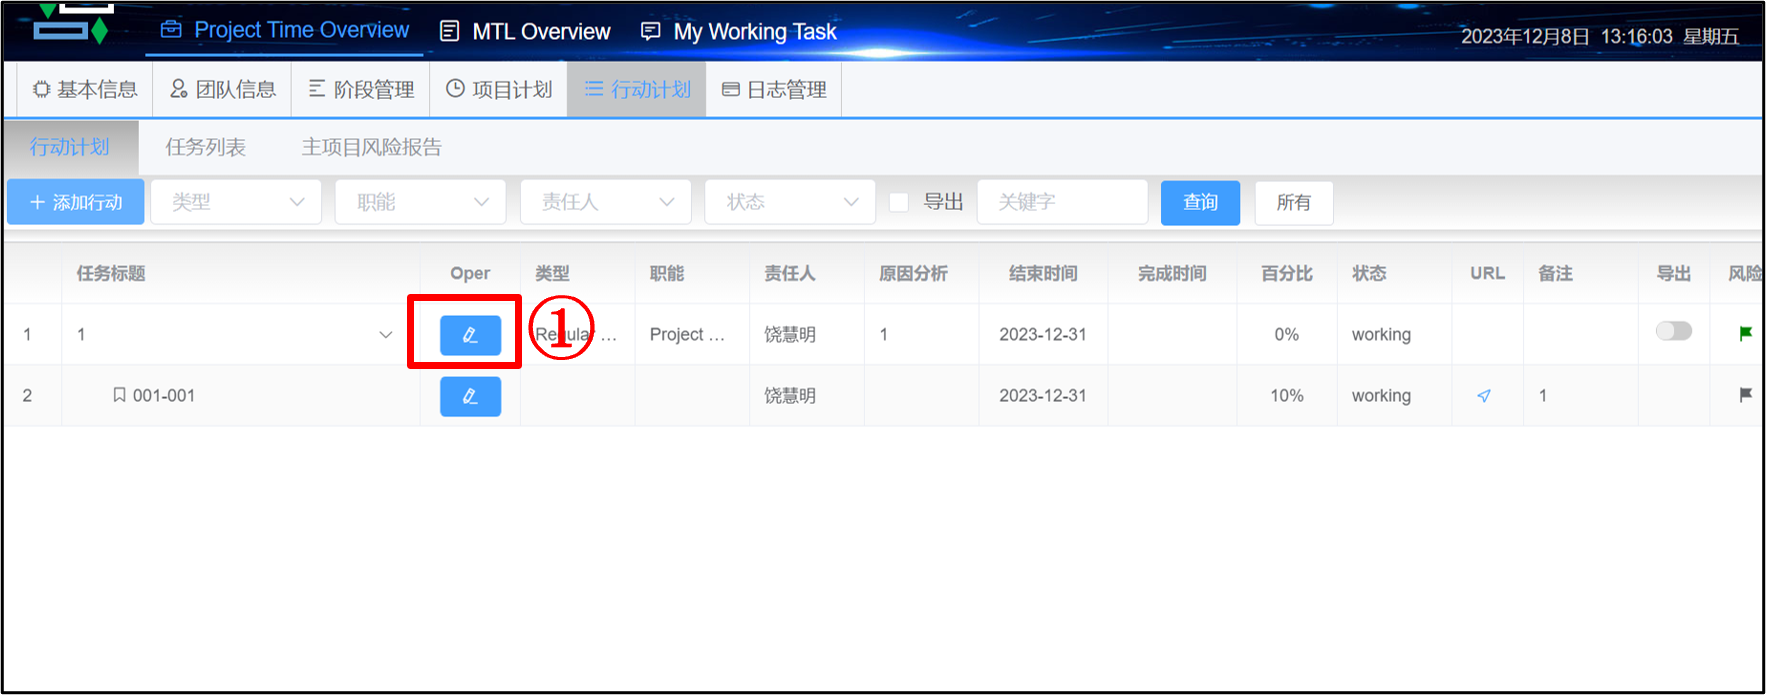 Project Time Overview MTL Overview My Working Task 2023年12月8日 13:16:03 星期五
基本信息 团队信息 阶段管理 项目计划 行动计划 日志管理
行动计划 任务列表 主项目风险报告
+ 添加行动 类型 职能 责任人 状态 导出 关键字 查询 所有
任务标题 Oper 类型 职能 责任人 原因分析 结束时间 完成时间 百分比 状态 URL 备注 导出 风险
1 1 ① Regular ... Project ... 饶慧明 1 2023-12-31 0% working
2 001-001 饶慧明 2023-12-31 10% working 1